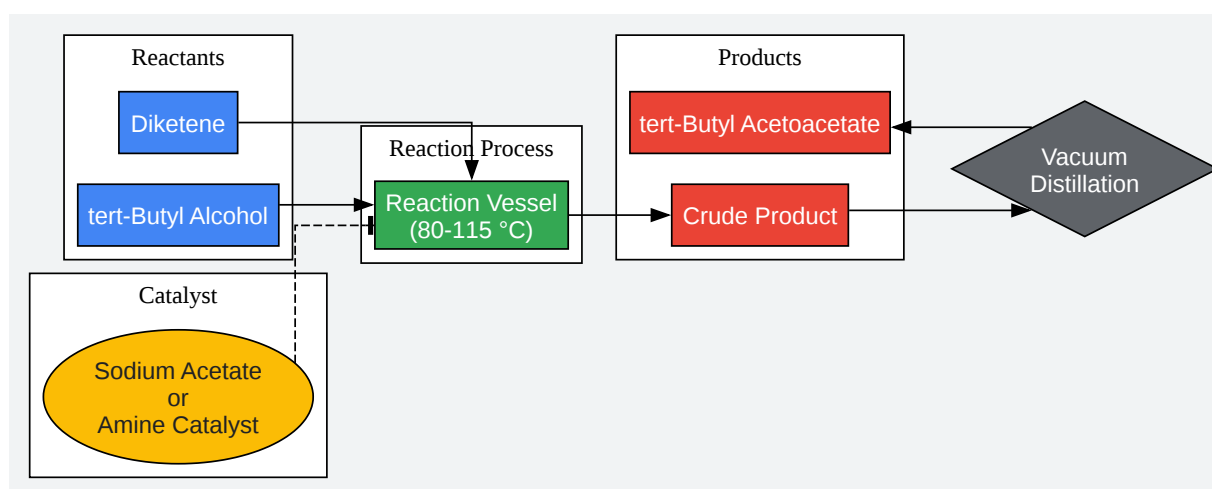 Reactants
Diketene
tert-Butyl Alcohol
Catalyst
Sodium Acetate
or
Amine Catalyst
Reaction Process
Reaction Vessel
(80-115 °C)
Products
tert-Butyl Acetoacetate
Crude Product
Vacuum
Distillation